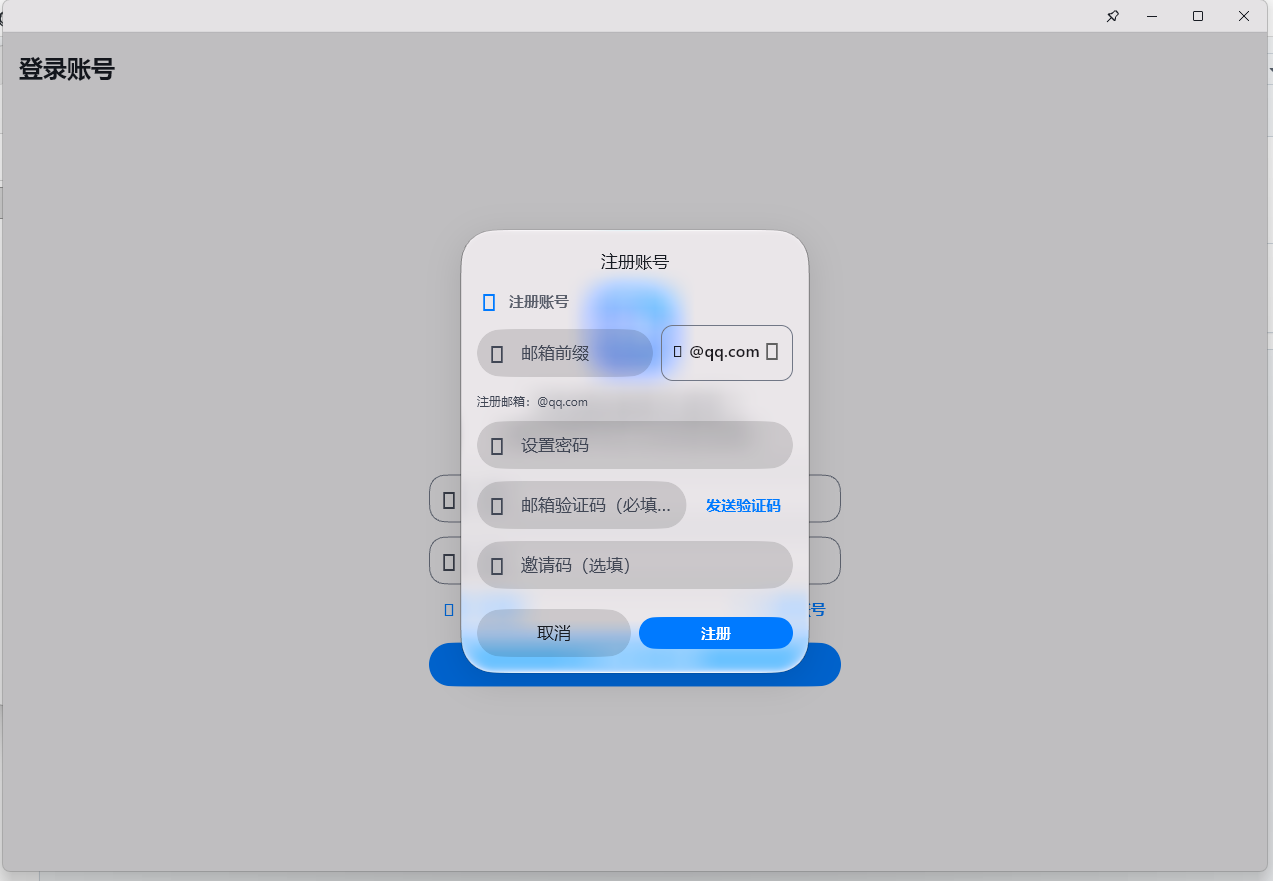 登录账号
注册账号
注册账号
邮箱前缀
@qq.com
注册邮箱：@qq.com
设置密码
邮箱验证码（必填...
发送验证码
邀请码（选填）
号
取消
注册